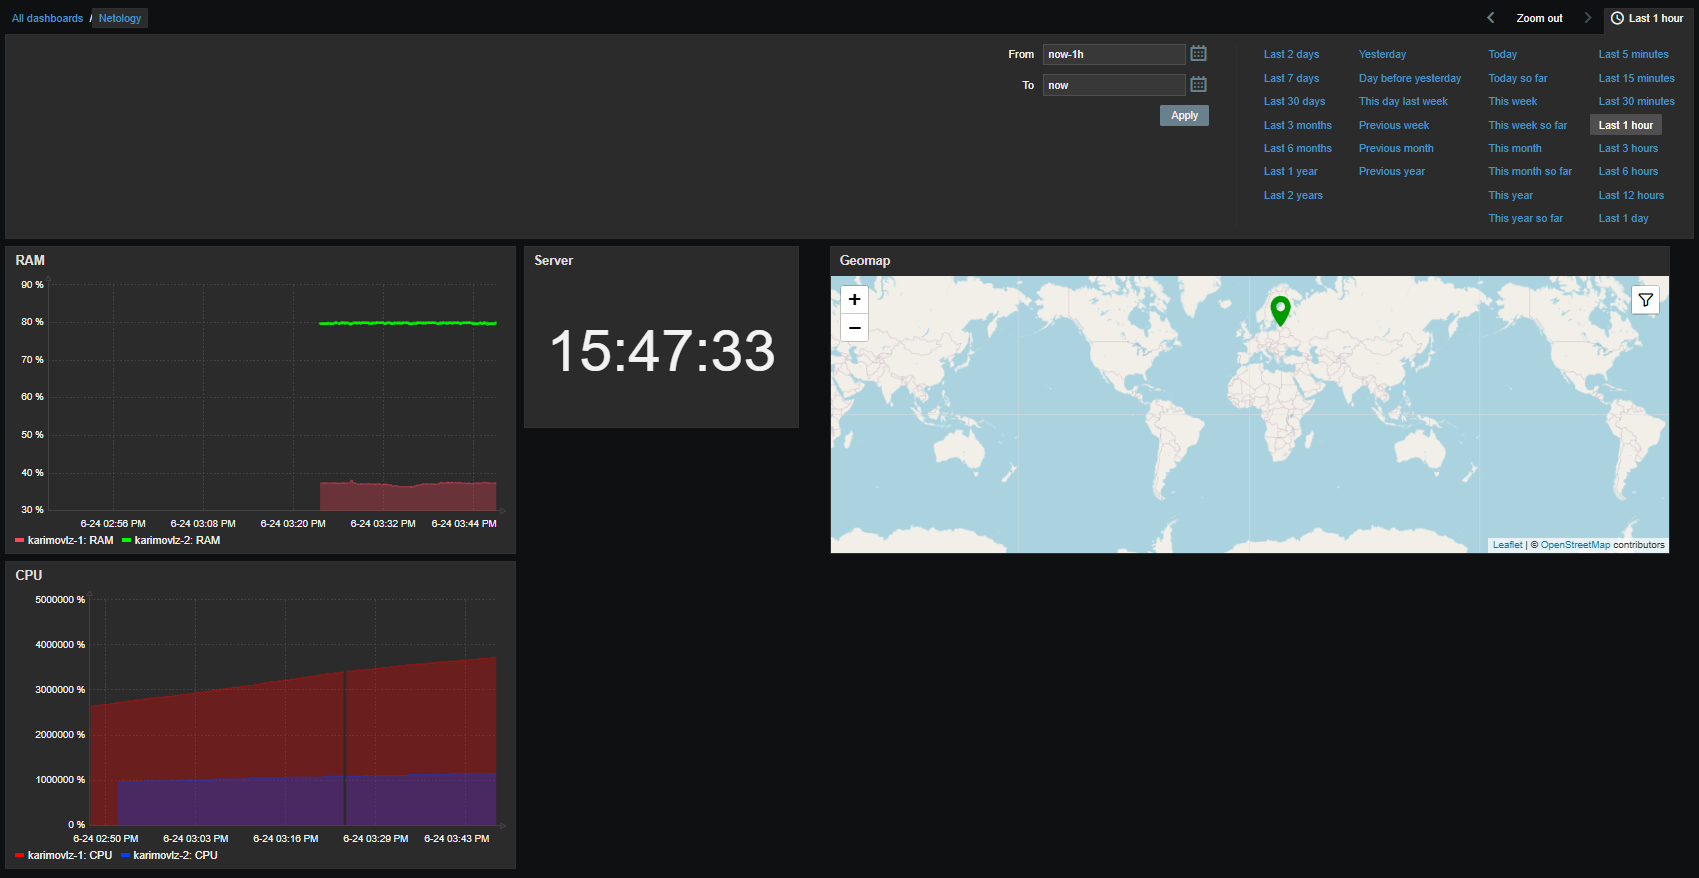 All dashboards / Netology
Zoom out
Last 1 hour
From now-1h
To now
Apply
Last 2 days Yesterday Today Last 5 minutes
Last 7 days Day before yesterday Today so far Last 15 minutes
Last 30 days This day last week This week Last 30 minutes
Last 3 months Previous week This week so far Last 1 hour
Last 6 months Previous month This month Last 3 hours
Last 1 year Previous year This month so far Last 6 hours
Last 2 years This year Last 12 hours
This year so far Last 1 day
RAM
90 %
80 %
70 %
60 %
50 %
40 %
30 %
6-24 02:56 PM 6-24 03:08 PM 6-24 03:20 PM 6-24 03:32 PM 6-24 03:44 PM
karimovlz-1: RAM karimovlz-2: RAM
Server
15:47:33
Geomap
+
−
Leaflet | © OpenStreetMap contributors
CPU
5000000 %
4000000 %
3000000 %
2000000 %
1000000 %
0 %
6-24 02:50 PM 6-24 03:03 PM 6-24 03:16 PM 6-24 03:29 PM 6-24 03:43 PM
karimovlz-1: CPU karimovlz-2: CPU